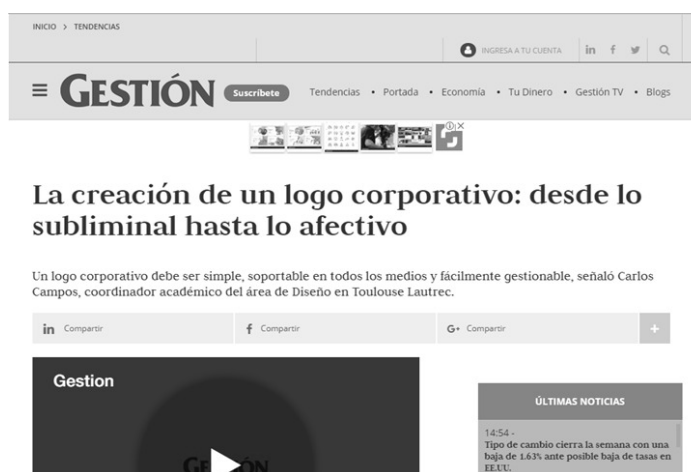 INICIO > TENDENCIAS
INGRESA A TU CUENTA
GESTIÓN Suscríbete Tendencias • Portada • Economía • Tu Dinero • Gestión TV • Blogs
La creación de un logo corporativo: desde lo
subliminal hasta lo afectivo
Un logo corporativo debe ser simple, soportable en todos los medios y fácilmente gestionable, señaló Carlos
Campos, coordinador académico del área de Diseño en Toulouse Lautrec.
in Compartir f Compartir G+ Compartir +
Gestion
ÚLTIMAS NOTICIAS
14:54 -
Tipo de cambio cierra la semana con una
baja de 1.63% ante posible baja de tasas en
EE.UU.